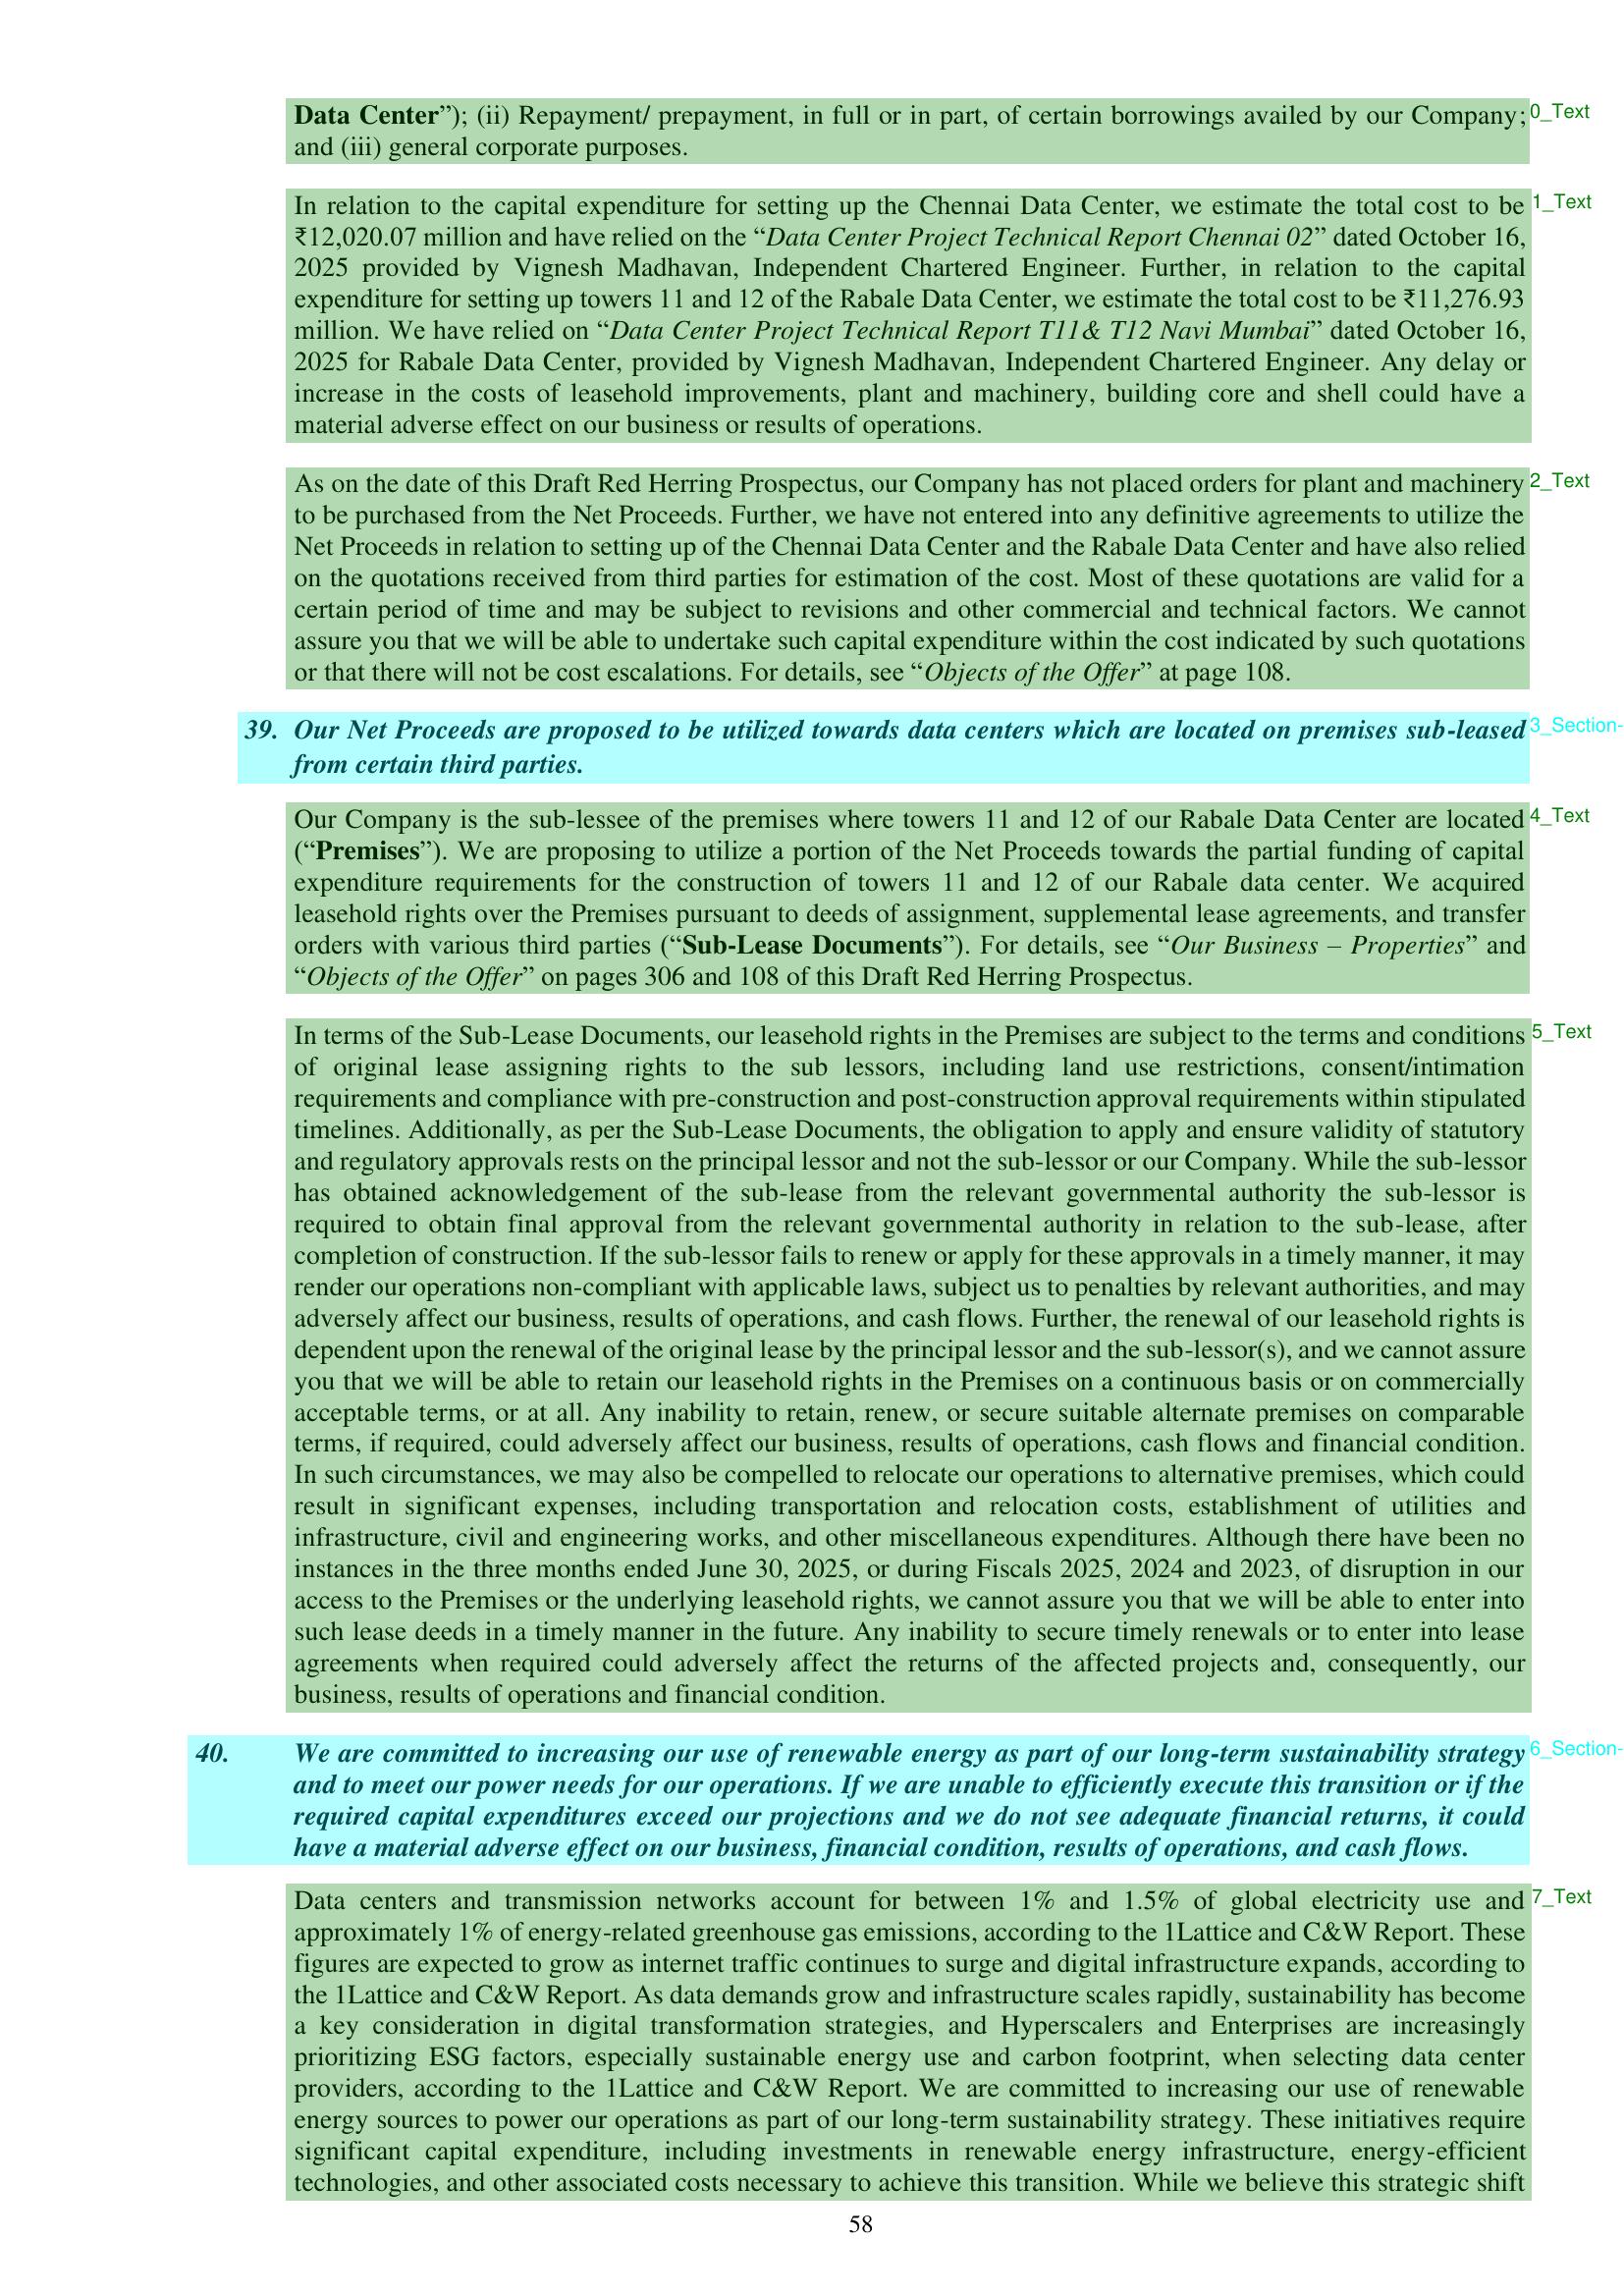 Data Center”); (ii) Repayment/ prepayment, in full or in part, of certain borrowings availed by our Company; 0_Text
and (iii) general corporate purposes.
In relation to the capital expenditure for setting up the Chennai Data Center, we estimate the total cost to be 1_Text
₹12,020.07 million and have relied on the “Data Center Project Technical Report Chennai 02” dated October 16,
2025 provided by Vignesh Madhavan, Independent Chartered Engineer. Further, in relation to the capital
expenditure for setting up towers 11 and 12 of the Rabale Data Center, we estimate the total cost to be ₹11,276.93
million. We have relied on “Data Center Project Technical Report T11& T12 Navi Mumbai” dated October 16,
2025 for Rabale Data Center, provided by Vignesh Madhavan, Independent Chartered Engineer. Any delay or
increase in the costs of leasehold improvements, plant and machinery, building core and shell could have a
material adverse effect on our business or results of operations.
As on the date of this Draft Red Herring Prospectus, our Company has not placed orders for plant and machinery 2_Text
to be purchased from the Net Proceeds. Further, we have not entered into any definitive agreements to utilize the
Net Proceeds in relation to setting up of the Chennai Data Center and the Rabale Data Center and have also relied
on the quotations received from third parties for estimation of the cost. Most of these quotations are valid for a
certain period of time and may be subject to revisions and other commercial and technical factors. We cannot
assure you that we will be able to undertake such capital expenditure within the cost indicated by such quotations
or that there will not be cost escalations. For details, see “Objects of the Offer” at page 108.
39. Our Net Proceeds are proposed to be utilized towards data centers which are located on premises sub-leased 3_Section-
from certain third parties.
Our Company is the sub-lessee of the premises where towers 11 and 12 of our Rabale Data Center are located 4_Text
(“Premises”). We are proposing to utilize a portion of the Net Proceeds towards the partial funding of capital
expenditure requirements for the construction of towers 11 and 12 of our Rabale data center. We acquired
leasehold rights over the Premises pursuant to deeds of assignment, supplemental lease agreements, and transfer
orders with various third parties (“Sub-Lease Documents”). For details, see “Our Business – Properties” and
“Objects of the Offer” on pages 306 and 108 of this Draft Red Herring Prospectus.
In terms of the Sub-Lease Documents, our leasehold rights in the Premises are subject to the terms and conditions 5_Text
of original lease assigning rights to the sub lessors, including land use restrictions, consent/intimation
requirements and compliance with pre-construction and post-construction approval requirements within stipulated
timelines. Additionally, as per the Sub-Lease Documents, the obligation to apply and ensure validity of statutory
and regulatory approvals rests on the principal lessor and not the sub-lessor or our Company. While the sub-lessor
has obtained acknowledgement of the sub-lease from the relevant governmental authority the sub-lessor is
required to obtain final approval from the relevant governmental authority in relation to the sub-lease, after
completion of construction. If the sub-lessor fails to renew or apply for these approvals in a timely manner, it may
render our operations non-compliant with applicable laws, subject us to penalties by relevant authorities, and may
adversely affect our business, results of operations, and cash flows. Further, the renewal of our leasehold rights is
dependent upon the renewal of the original lease by the principal lessor and the sub-lessor(s), and we cannot assure
you that we will be able to retain our leasehold rights in the Premises on a continuous basis or on commercially
acceptable terms, or at all. Any inability to retain, renew, or secure suitable alternate premises on comparable
terms, if required, could adversely affect our business, results of operations, cash flows and financial condition.
In such circumstances, we may also be compelled to relocate our operations to alternative premises, which could
result in significant expenses, including transportation and relocation costs, establishment of utilities and
infrastructure, civil and engineering works, and other miscellaneous expenditures. Although there have been no
instances in the three months ended June 30, 2025, or during Fiscals 2025, 2024 and 2023, of disruption in our
access to the Premises or the underlying leasehold rights, we cannot assure you that we will be able to enter into
such lease deeds in a timely manner in the future. Any inability to secure timely renewals or to enter into lease
agreements when required could adversely affect the returns of the affected projects and, consequently, our
business, results of operations and financial condition.
40. We are committed to increasing our use of renewable energy as part of our long-term sustainability strategy 6_Section-
and to meet our power needs for our operations. If we are unable to efficiently execute this transition or if the
required capital expenditures exceed our projections and we do not see adequate financial returns, it could
have a material adverse effect on our business, financial condition, results of operations, and cash flows.
Data centers and transmission networks account for between 1% and 1.5% of global electricity use and 7_Text
approximately 1% of energy-related greenhouse gas emissions, according to the 1Lattice and C&W Report. These
figures are expected to grow as internet traffic continues to surge and digital infrastructure expands, according to
the 1Lattice and C&W Report. As data demands grow and infrastructure scales rapidly, sustainability has become
a key consideration in digital transformation strategies, and Hyperscalers and Enterprises are increasingly
prioritizing ESG factors, especially sustainable energy use and carbon footprint, when selecting data center
providers, according to the 1Lattice and C&W Report. We are committed to increasing our use of renewable
energy sources to power our operations as part of our long-term sustainability strategy. These initiatives require
significant capital expenditure, including investments in renewable energy infrastructure, energy-efficient
technologies, and other associated costs necessary to achieve this transition. While we believe this strategic shift
58